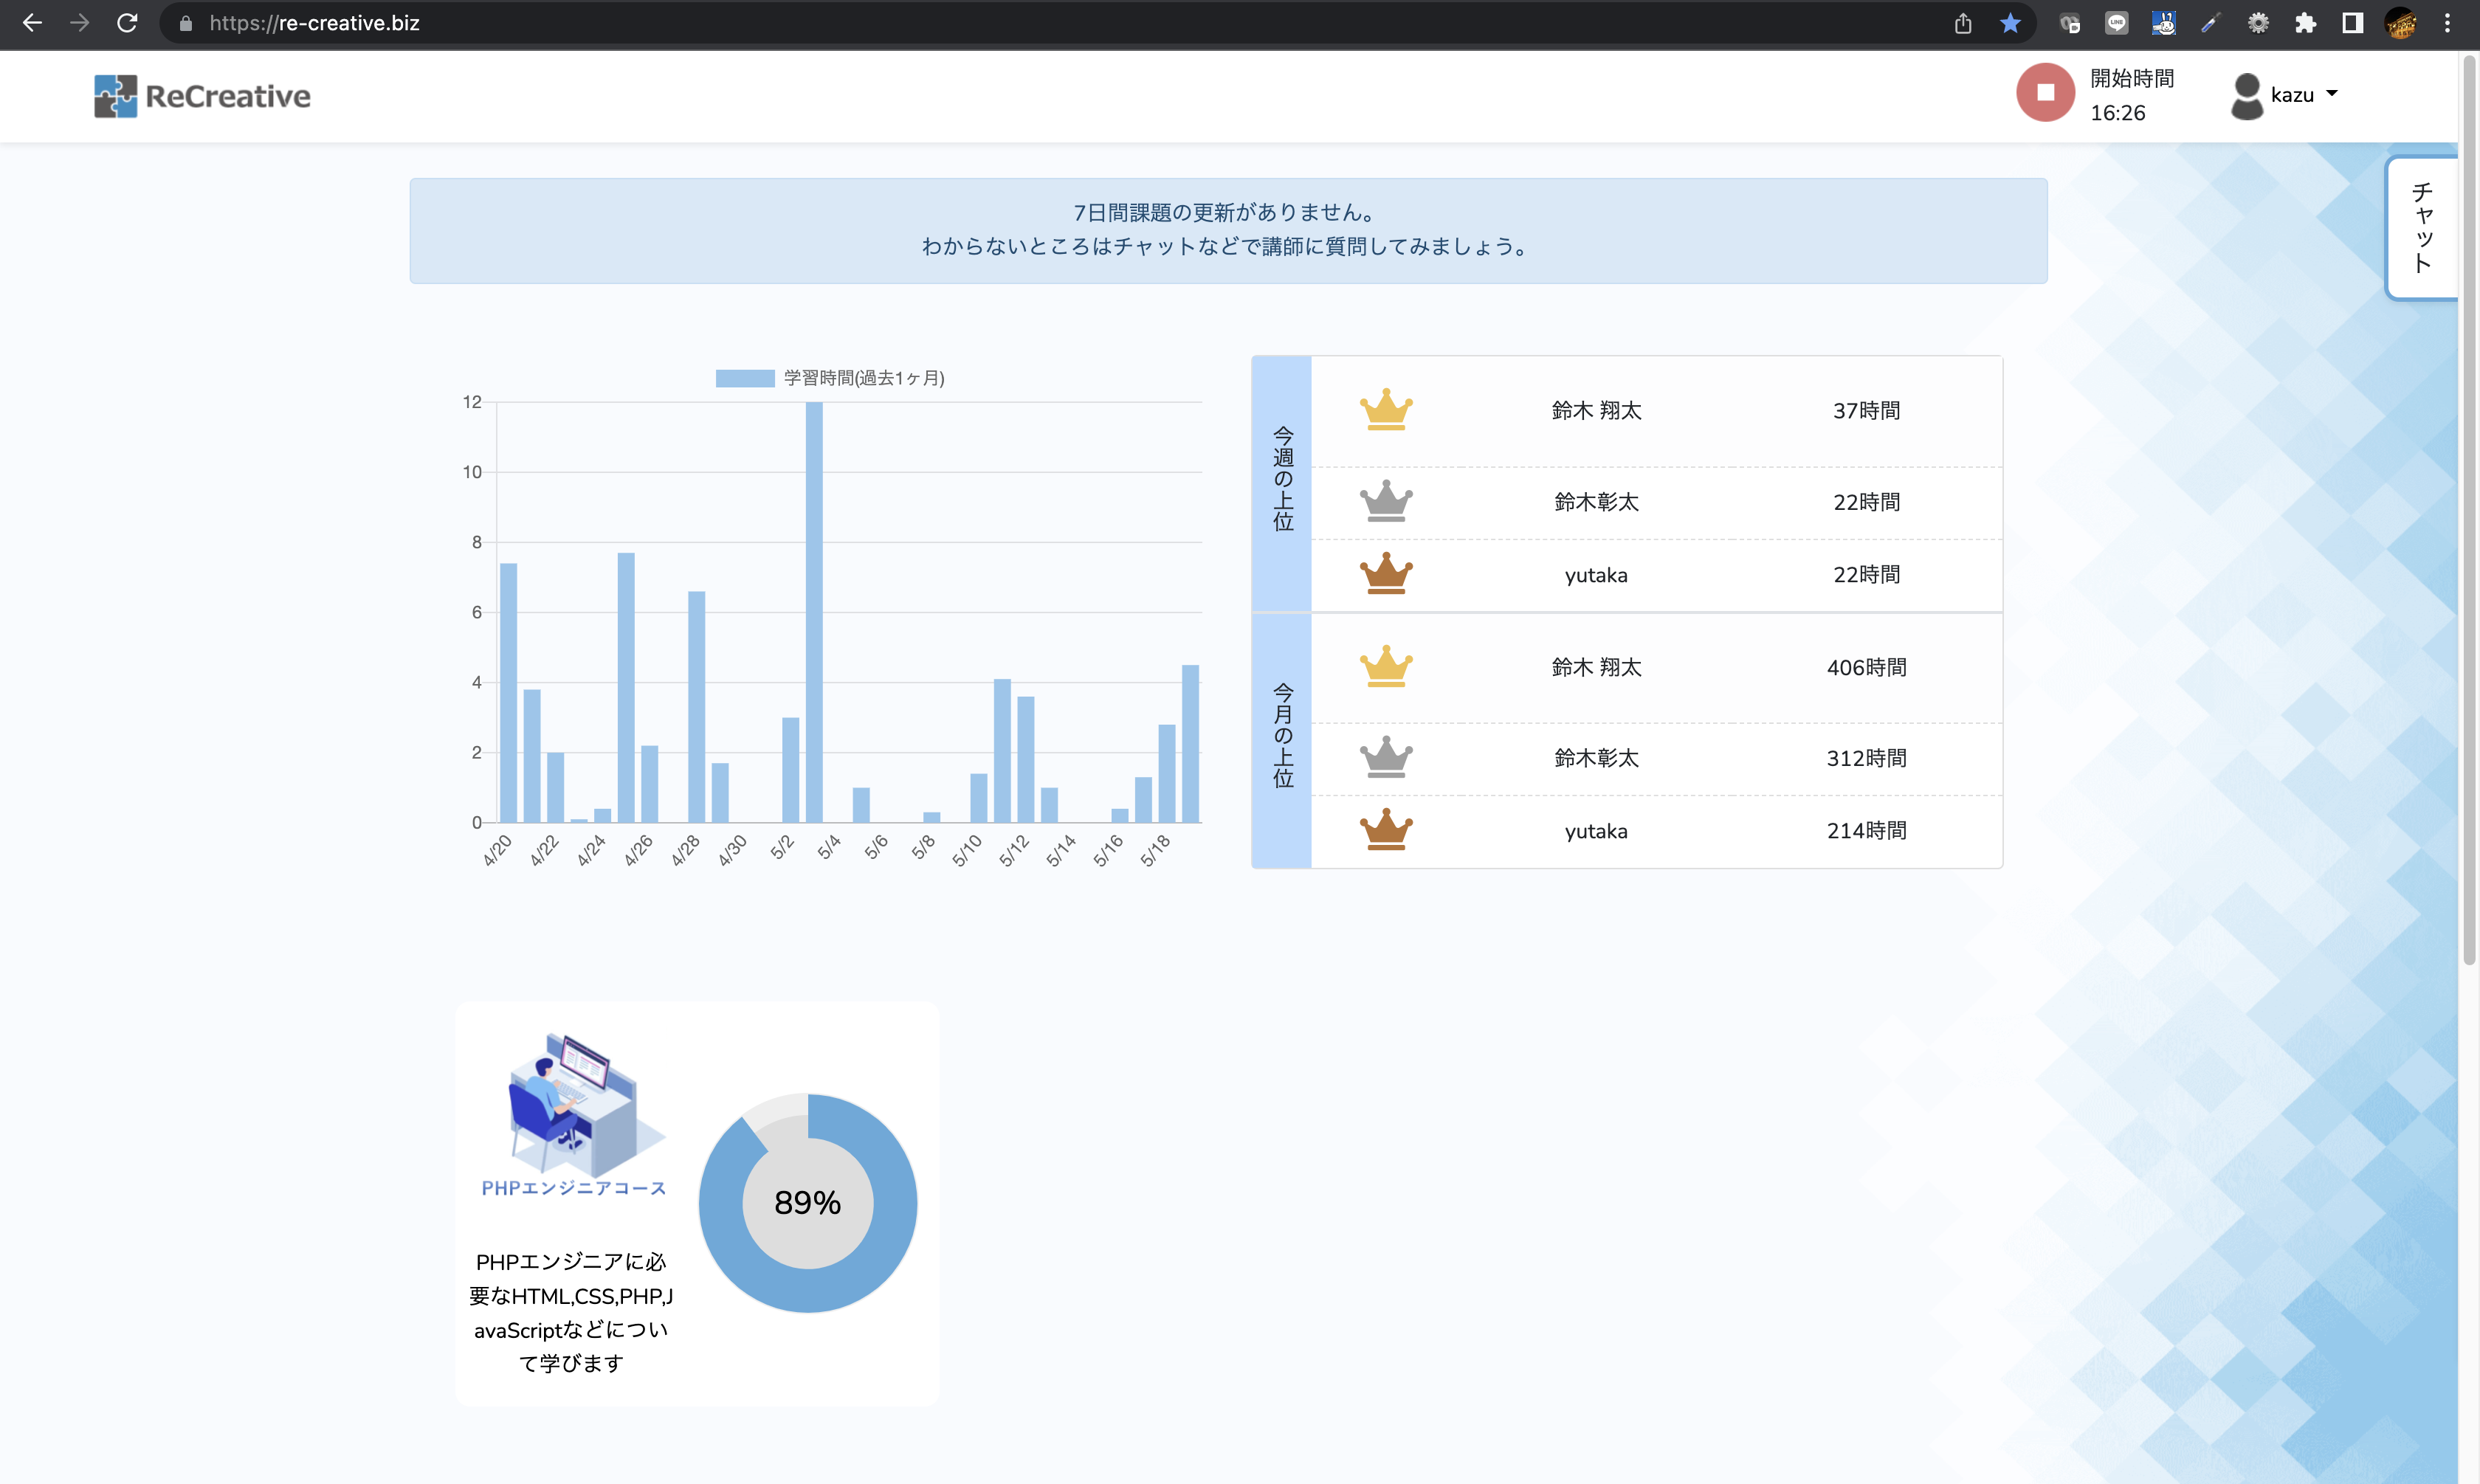 https://re-creative.biz
ReCreative
開始時間
16:26
kazu
チャット
7日間課題の更新がありません。
わからないところはチャットなどで講師に質問してみましょう。
学習時間(過去1ヶ月)
12
10
8
6
4
2
0
4/20
4/22
4/24
4/26
4/28
4/30
5/2
5/4
5/6
5/8
5/10
5/12
5/14
5/16
5/18
今週の上位
鈴木 翔太 37時間
鈴木彰太 22時間
yutaka 22時間
今月の上位
鈴木 翔太 406時間
鈴木彰太 312時間
yutaka 214時間
PHPエンジニアコース
89%
PHPエンジニアに必
要なHTML,CSS,PHP,J
avaScriptなどについ
て学びます